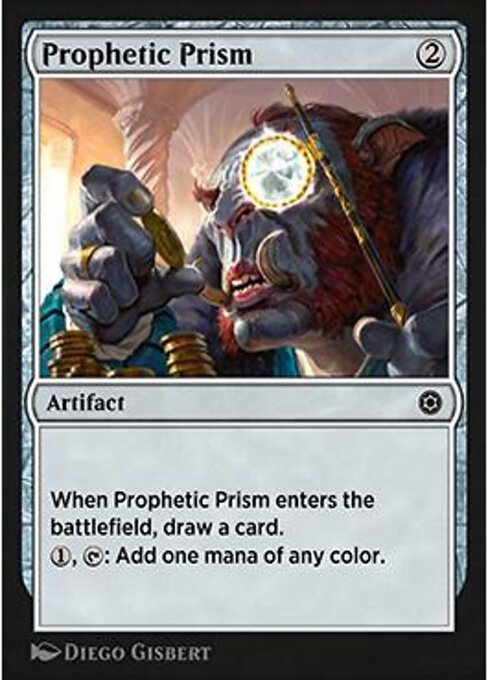 Prophetic Prism 2
Artifact
When Prophetic Prism enters the
battlefield, draw a card.
1, : Add one mana of any color.
DIEGO GISBERT